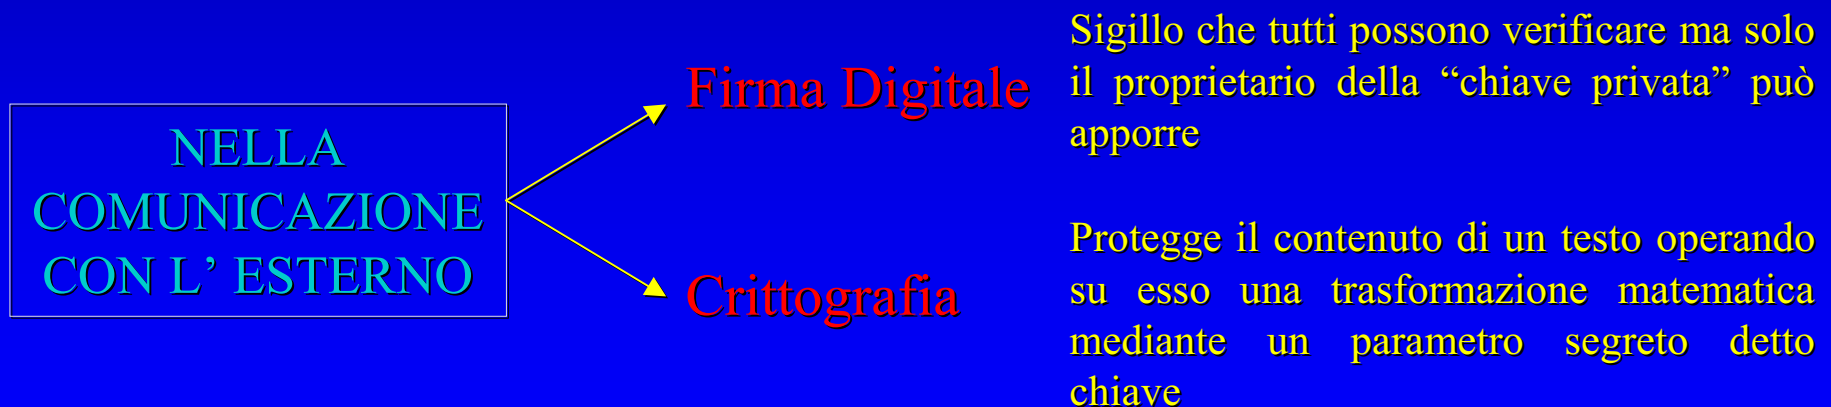 NELLA
COMUNICAZIONE
CON L’ ESTERNO
Firma Digitale
Sigillo che tutti possono verificare ma solo
il proprietario della “chiave privata” può
apporre
Crittografia
Protegge il contenuto di un testo operando
su esso una trasformazione matematica
mediante un parametro segreto detto
chiave